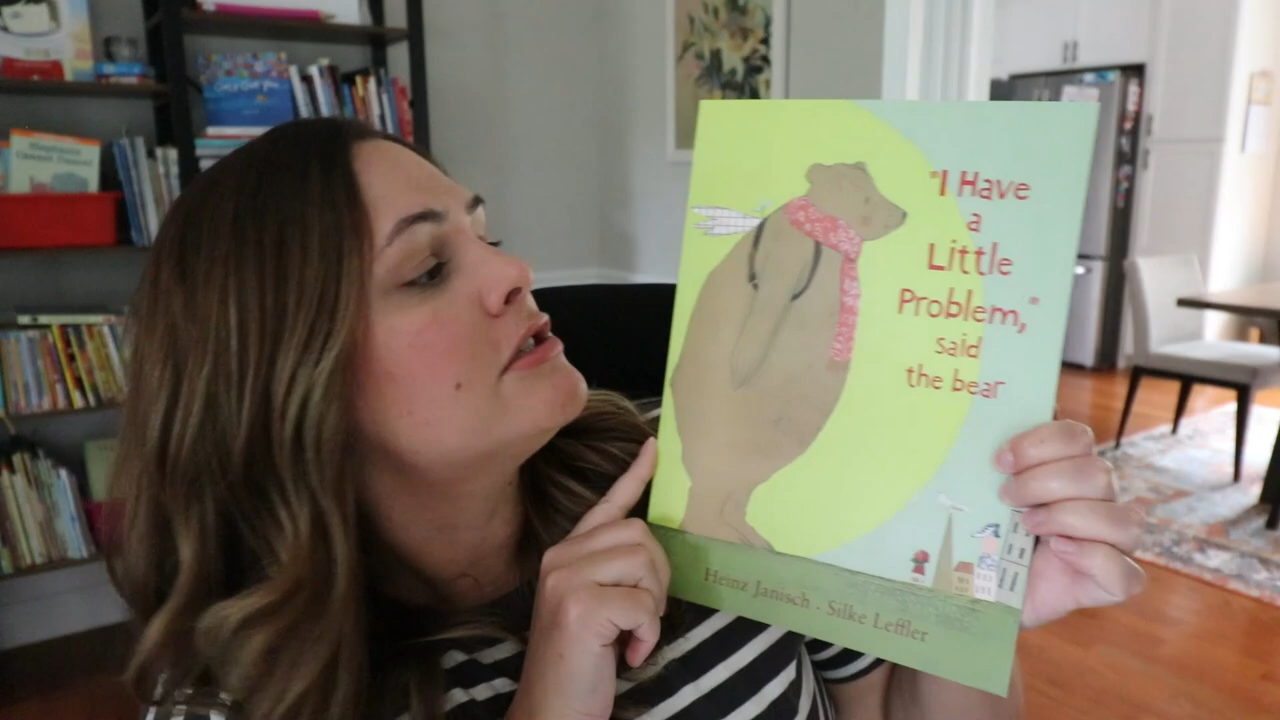 "I Have
a
Little
Problem,"
said
the bear
Heinz Janisch · Silke Leffler